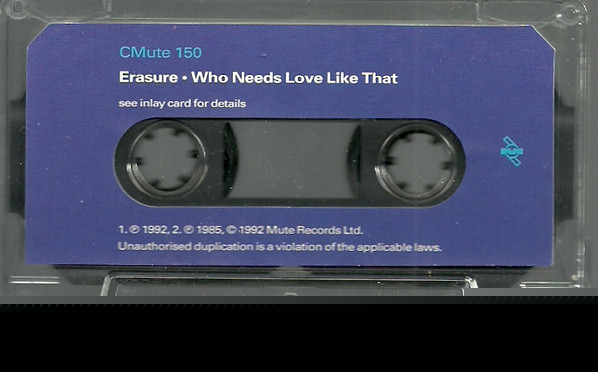 CMute 150
Erasure • Who Needs Love Like That
see inlay card for details
1. ℗ 1992, 2. ℗ 1985, © 1992 Mute Records Ltd.
Unauthorised duplication is a violation of the applicable laws.